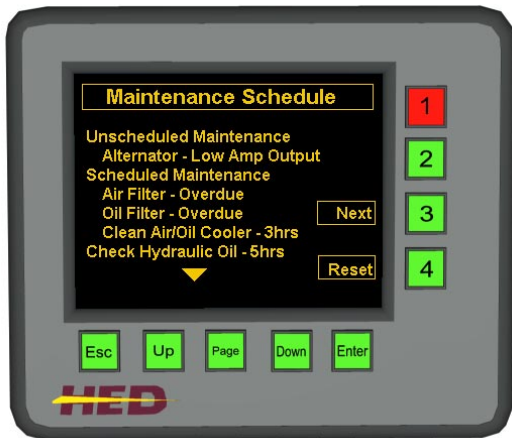 Maintenance Schedule
Unscheduled Maintenance
Alternator - Low Amp Output
Scheduled Maintenance
Air Filter - Overdue
Oil Filter - Overdue
Next
Clean Air/Oil Cooler - 3hrs
Check Hydraulic Oil - 5hrs
Reset
1
2
3
4
Esc
Up
Page
Down
Enter
HED